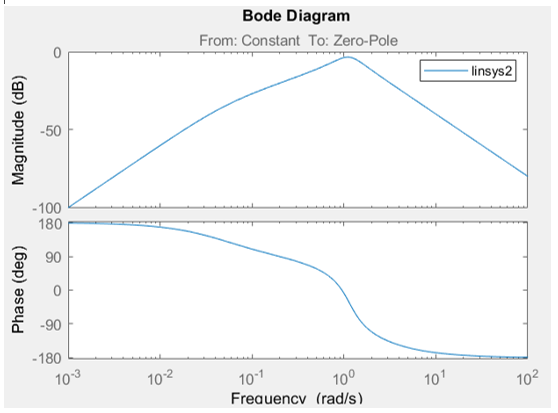 Bode Diagram
From: Constant To: Zero-Pole
linsys2
Magnitude (dB)
0
-50
-100
Phase (deg)
180
90
0
-90
-180
10^-3 10^-2 10^-1 10^0 10^1 10^2
Frequency (rad/s)